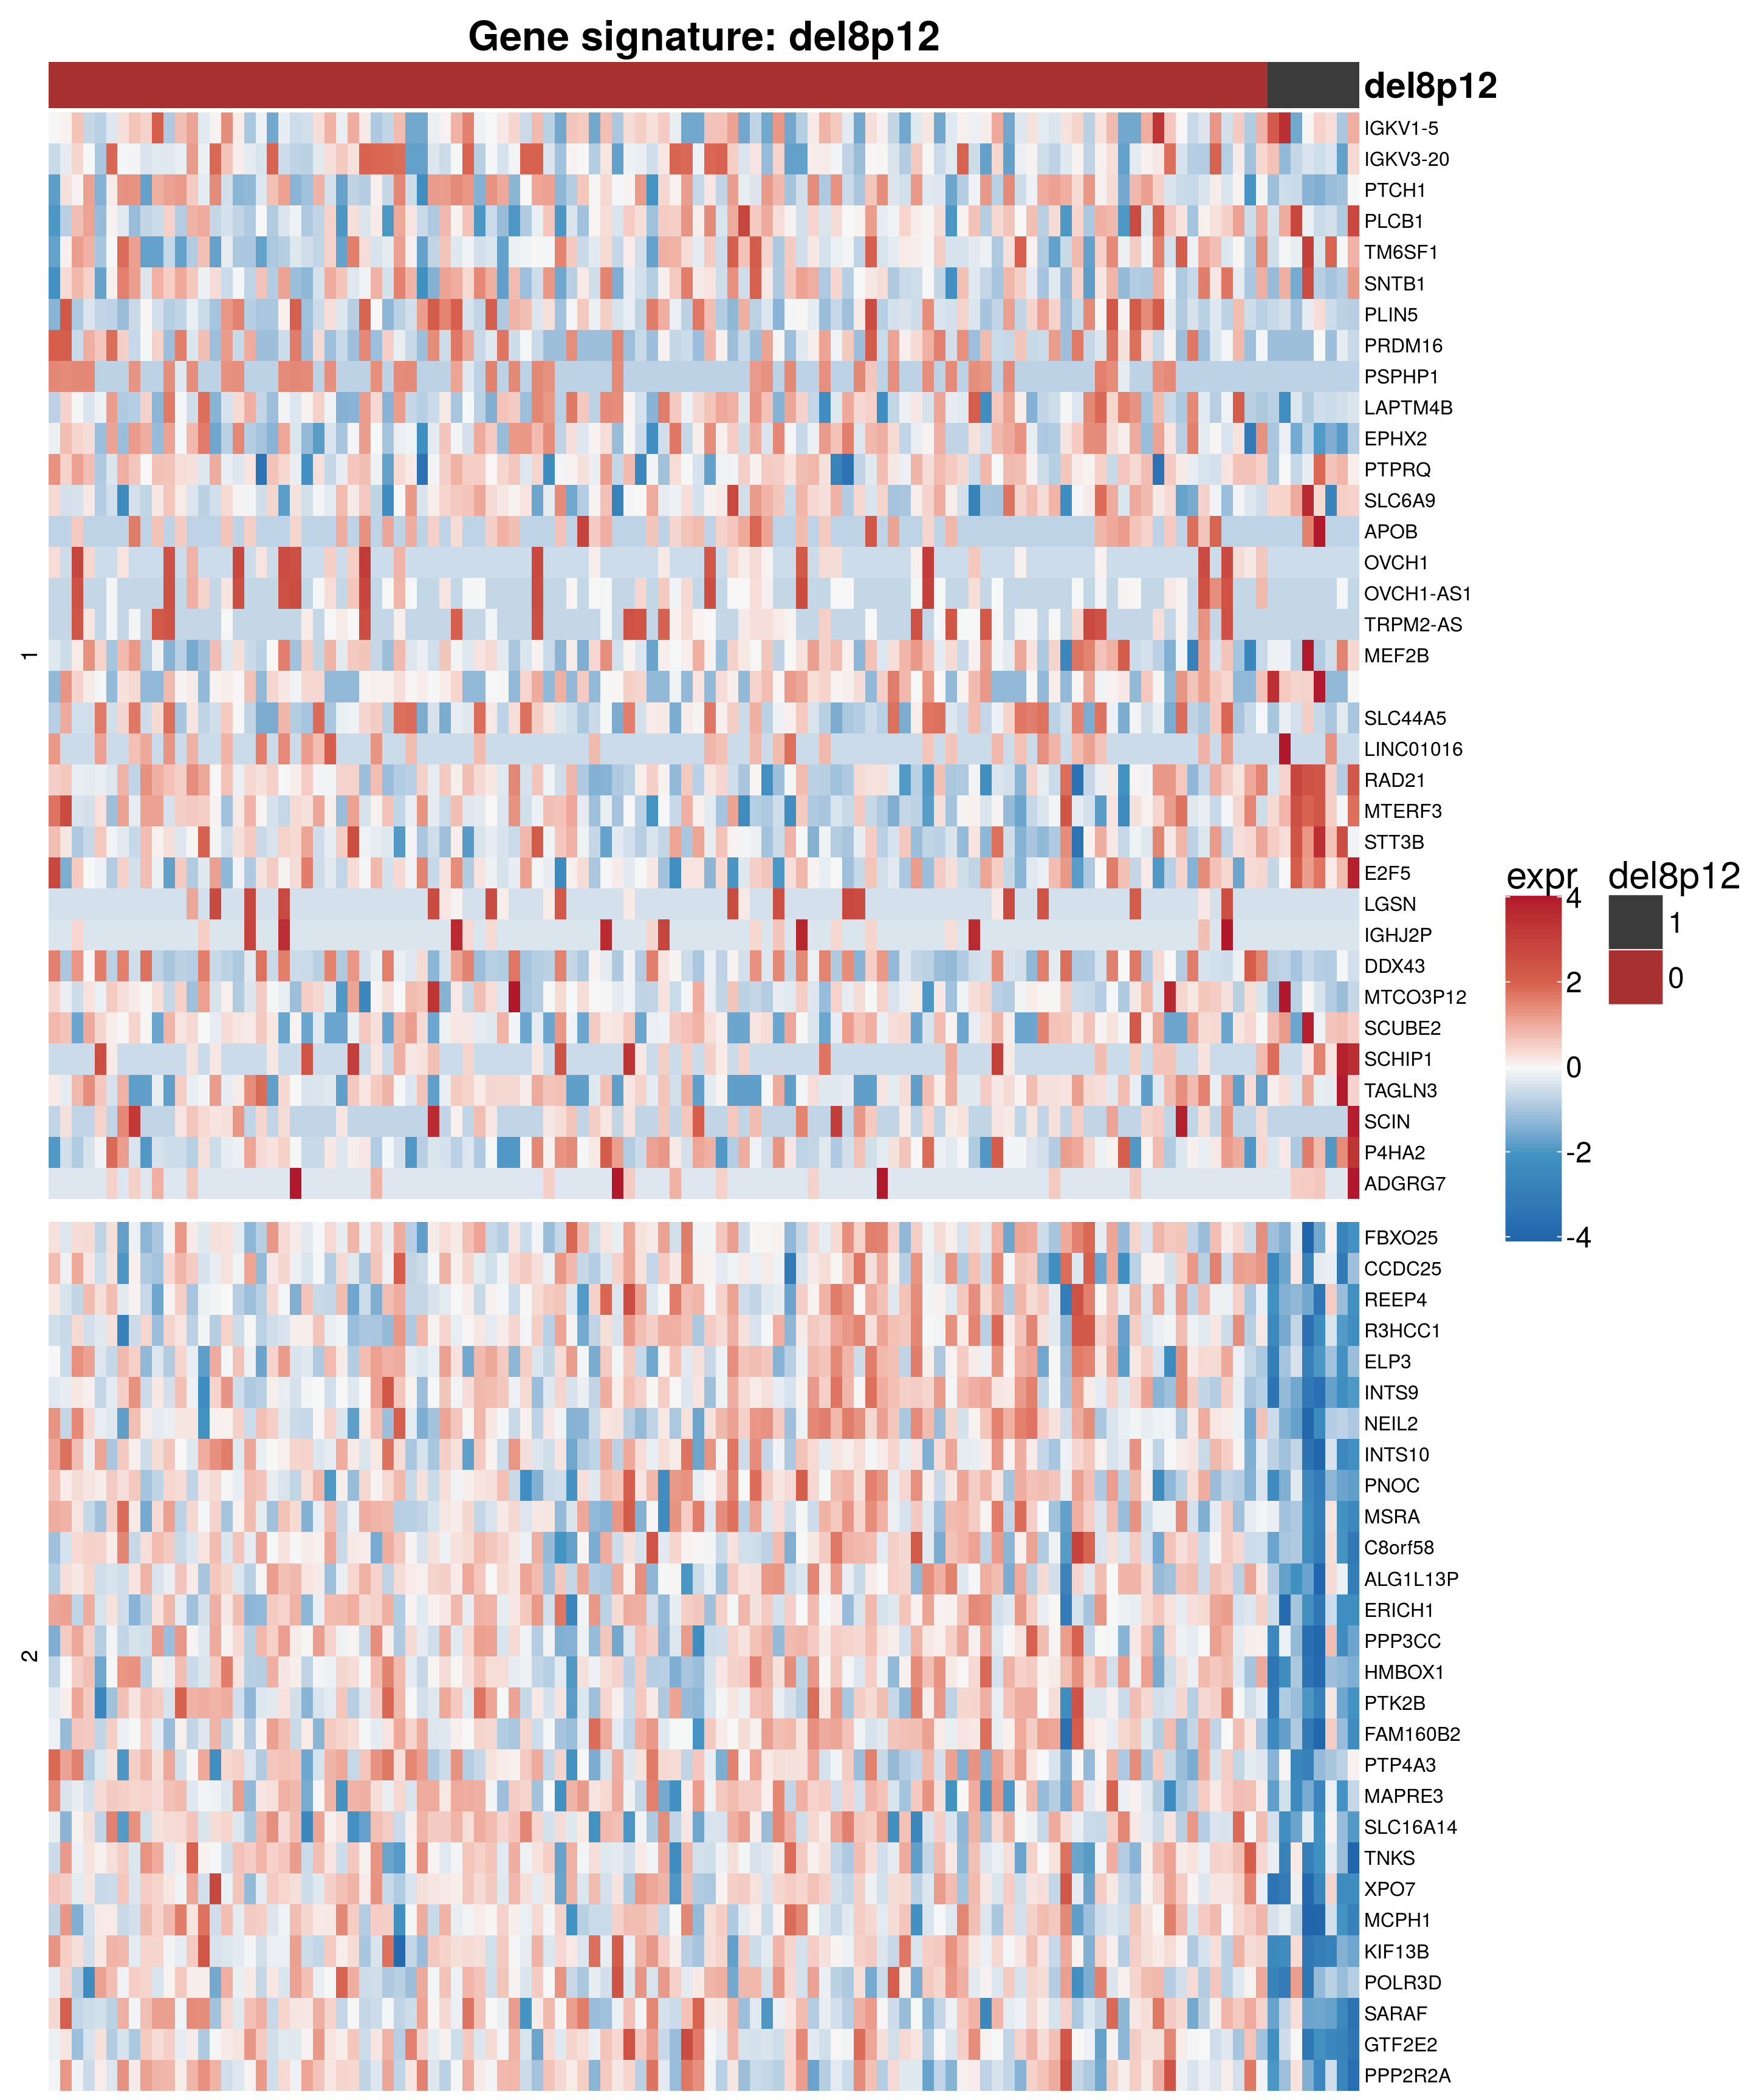 Gene signature: del8p12
del8p12
IGKV1-5
IGKV3-20
PTCH1
PLCB1
TM6SF1
SNTB1
PLIN5
PRDM16
PSPHP1
LAPTM4B
EPHX2
PTPRQ
SLC6A9
APOB
OVCH1
OVCH1-AS1
TRPM2-AS
MEF2B
SLC44A5
LINC01016
RAD21
MTERF3
STT3B
E2F5
LGSN
IGHJ2P
DDX43
MTCO3P12
SCUBE2
SCHIP1
TAGLN3
SCIN
P4HA2
ADGRG7
1
FBXO25
CCDC25
REEP4
R3HCC1
ELP3
INTS9
NEIL2
INTS10
PNOC
MSRA
C8orf58
ALG1L13P
ERICH1
PPP3CC
HMBOX1
PTK2B
FAM160B2
PTP4A3
MAPRE3
SLC16A14
TNKS
XPO7
MCPH1
KIF13B
POLR3D
SARAF
GTF2E2
PPP2R2A
2
expr
4
2
0
-2
-4
del8p12
1
0